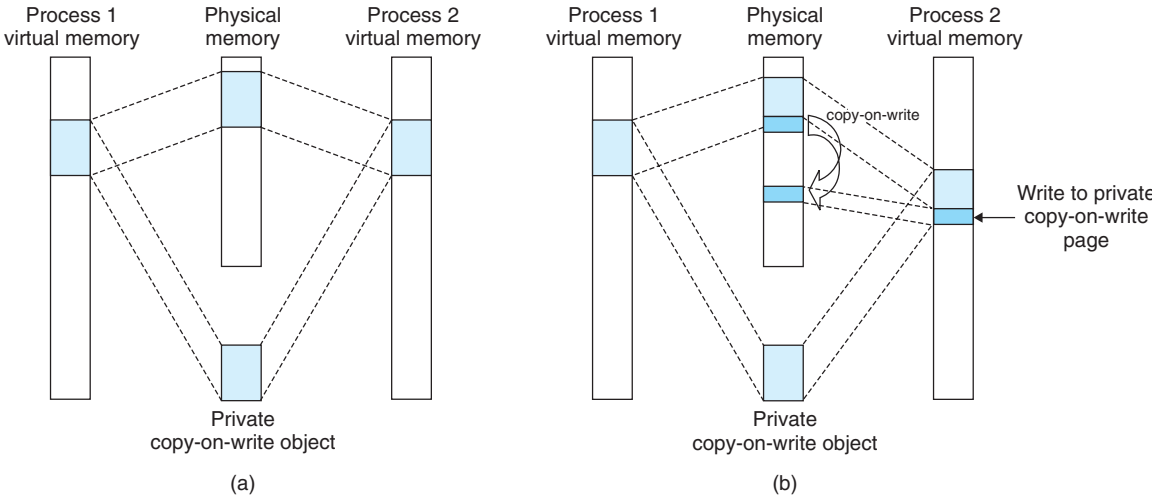 Process 1
virtual memory
Physical
memory
Process 2
virtual memory
Private
copy-on-write object
(a)
Process 1
virtual memory
Physical
memory
Process 2
virtual memory
copy-on-write
Write to private
copy-on-write
page
Private
copy-on-write object
(b)